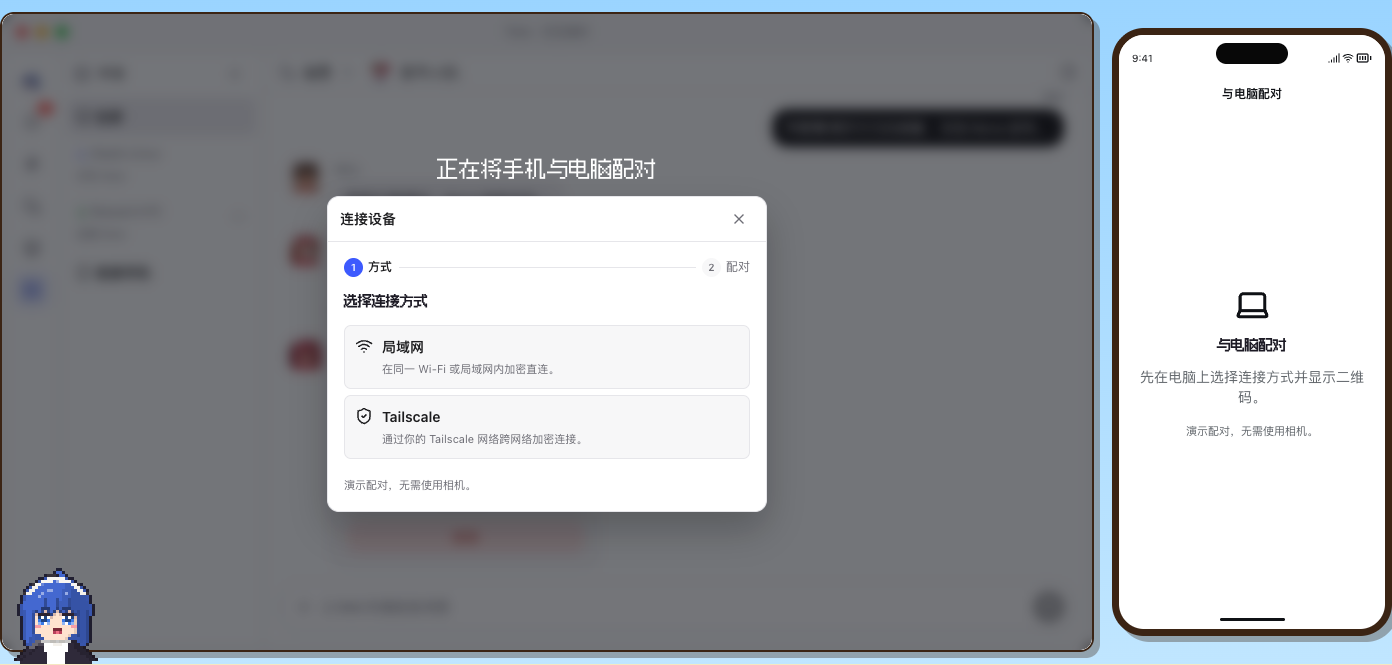 正在将手机与电脑配对
连接设备
1 方式
2 配对
选择连接方式
局域网
在同一 Wi-Fi 或局域网内加密直连。
Tailscale
通过你的 Tailscale 网络跨网络加密连接。
演示配对，无需使用相机。
9:41
与电脑配对
与电脑配对
先在电脑上选择连接方式并显示二维
码。
演示配对，无需使用相机。